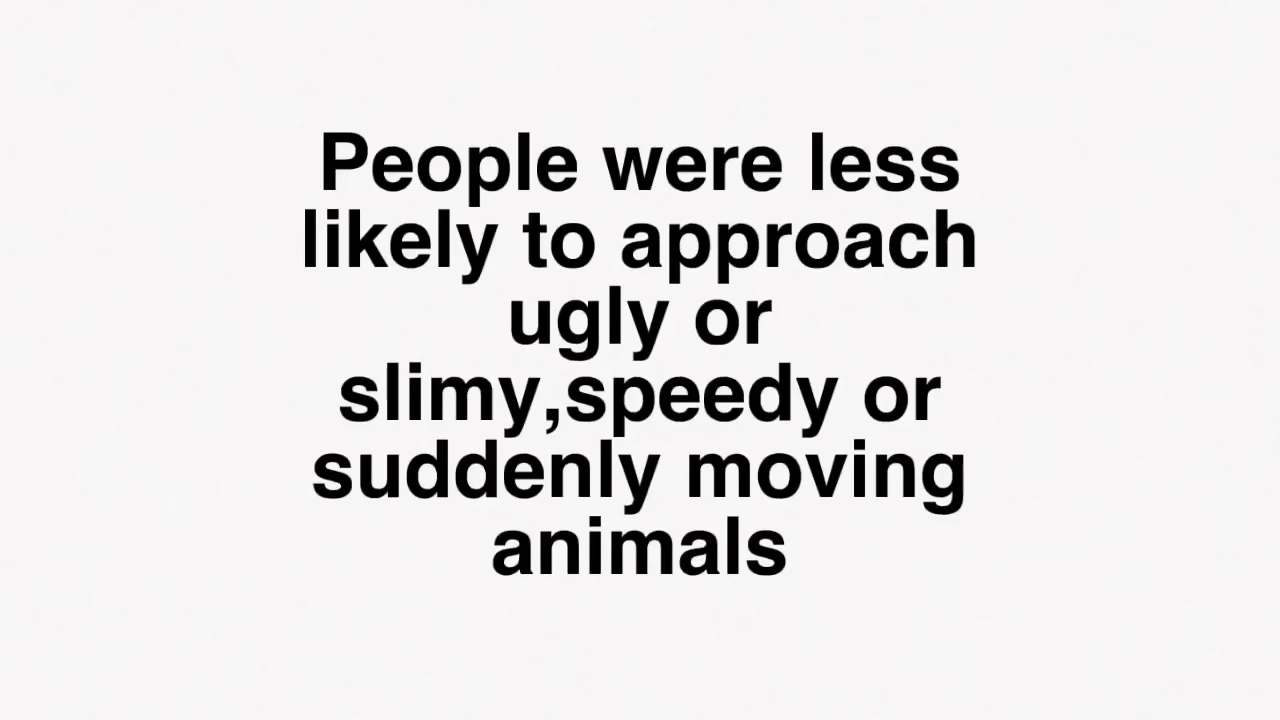 People were less
likely to approach
ugly or
slimy,speedy or
suddenly moving
animals